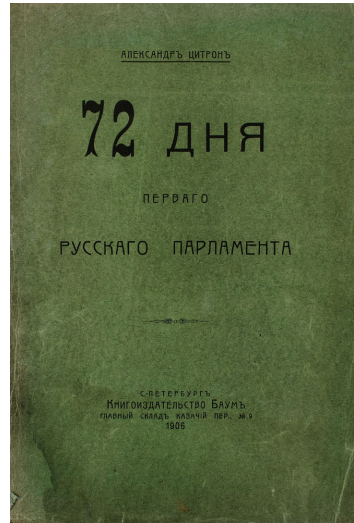 АЛЕКСАНДРЪ ЦИТРОНЪ
72 ДНЯ
ПЕРВАГО
РУССКАГО ПАРЛАМЕНТА
С-ПЕТЕРБУРГЪ
КНИГОИЗДАТЕЛЬСТВО БАУМЪ
ГЛАВНЫЙ СКЛАДЪ КАЗАЧІЙ ПЕР., № 9
1906